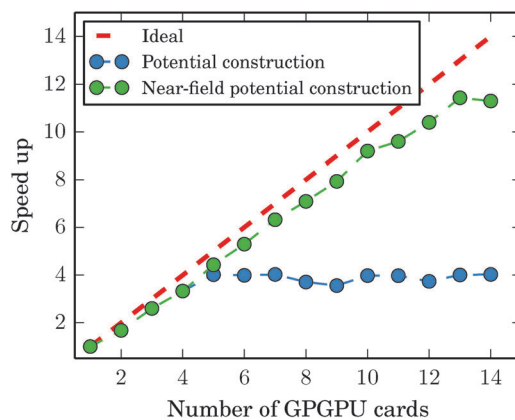 Ideal
Potential construction
Near-field potential construction
14
12
10
8
6
4
2
Speed up
2 4 6 8 10 12 14
Number of GPGPU cards